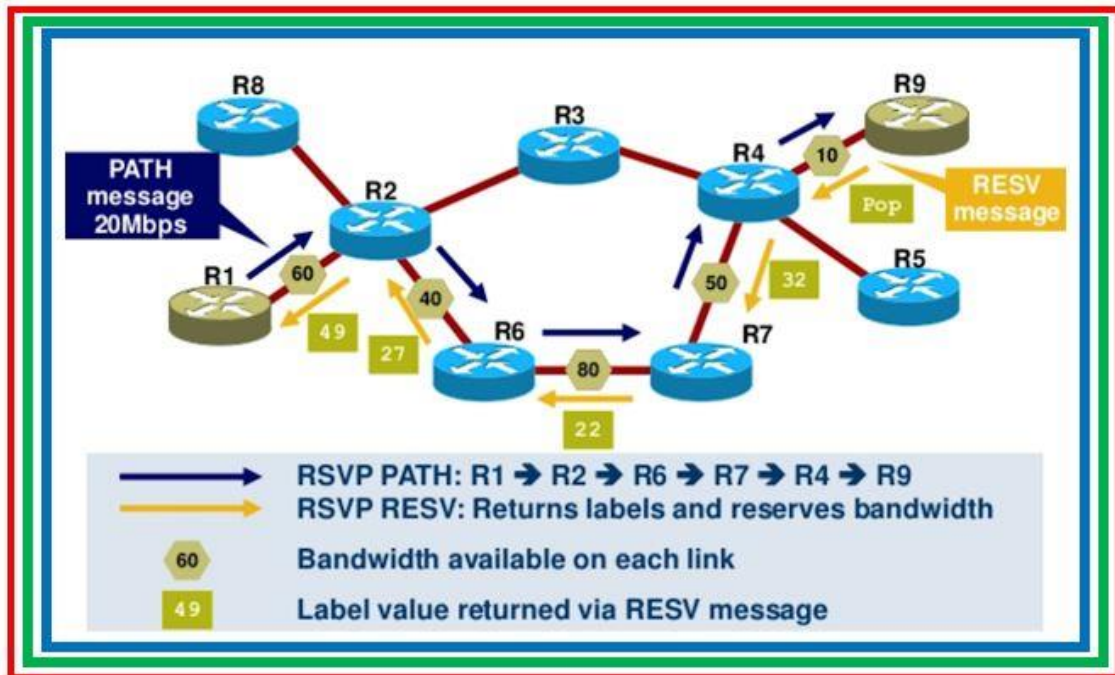 R8
R9
R3
R4
10
PATH
message
20Mbps
R2
RESV
message
Pop
R1
60
R5
40
50
32
49
27
R6
R7
80
22
RSVP PATH: R1 ➔ R2 ➔ R6 ➔ R7 ➔ R4 ➔ R9
RSVP RESV: Returns labels and reserves bandwidth
60 Bandwidth available on each link
49 Label value returned via RESV message